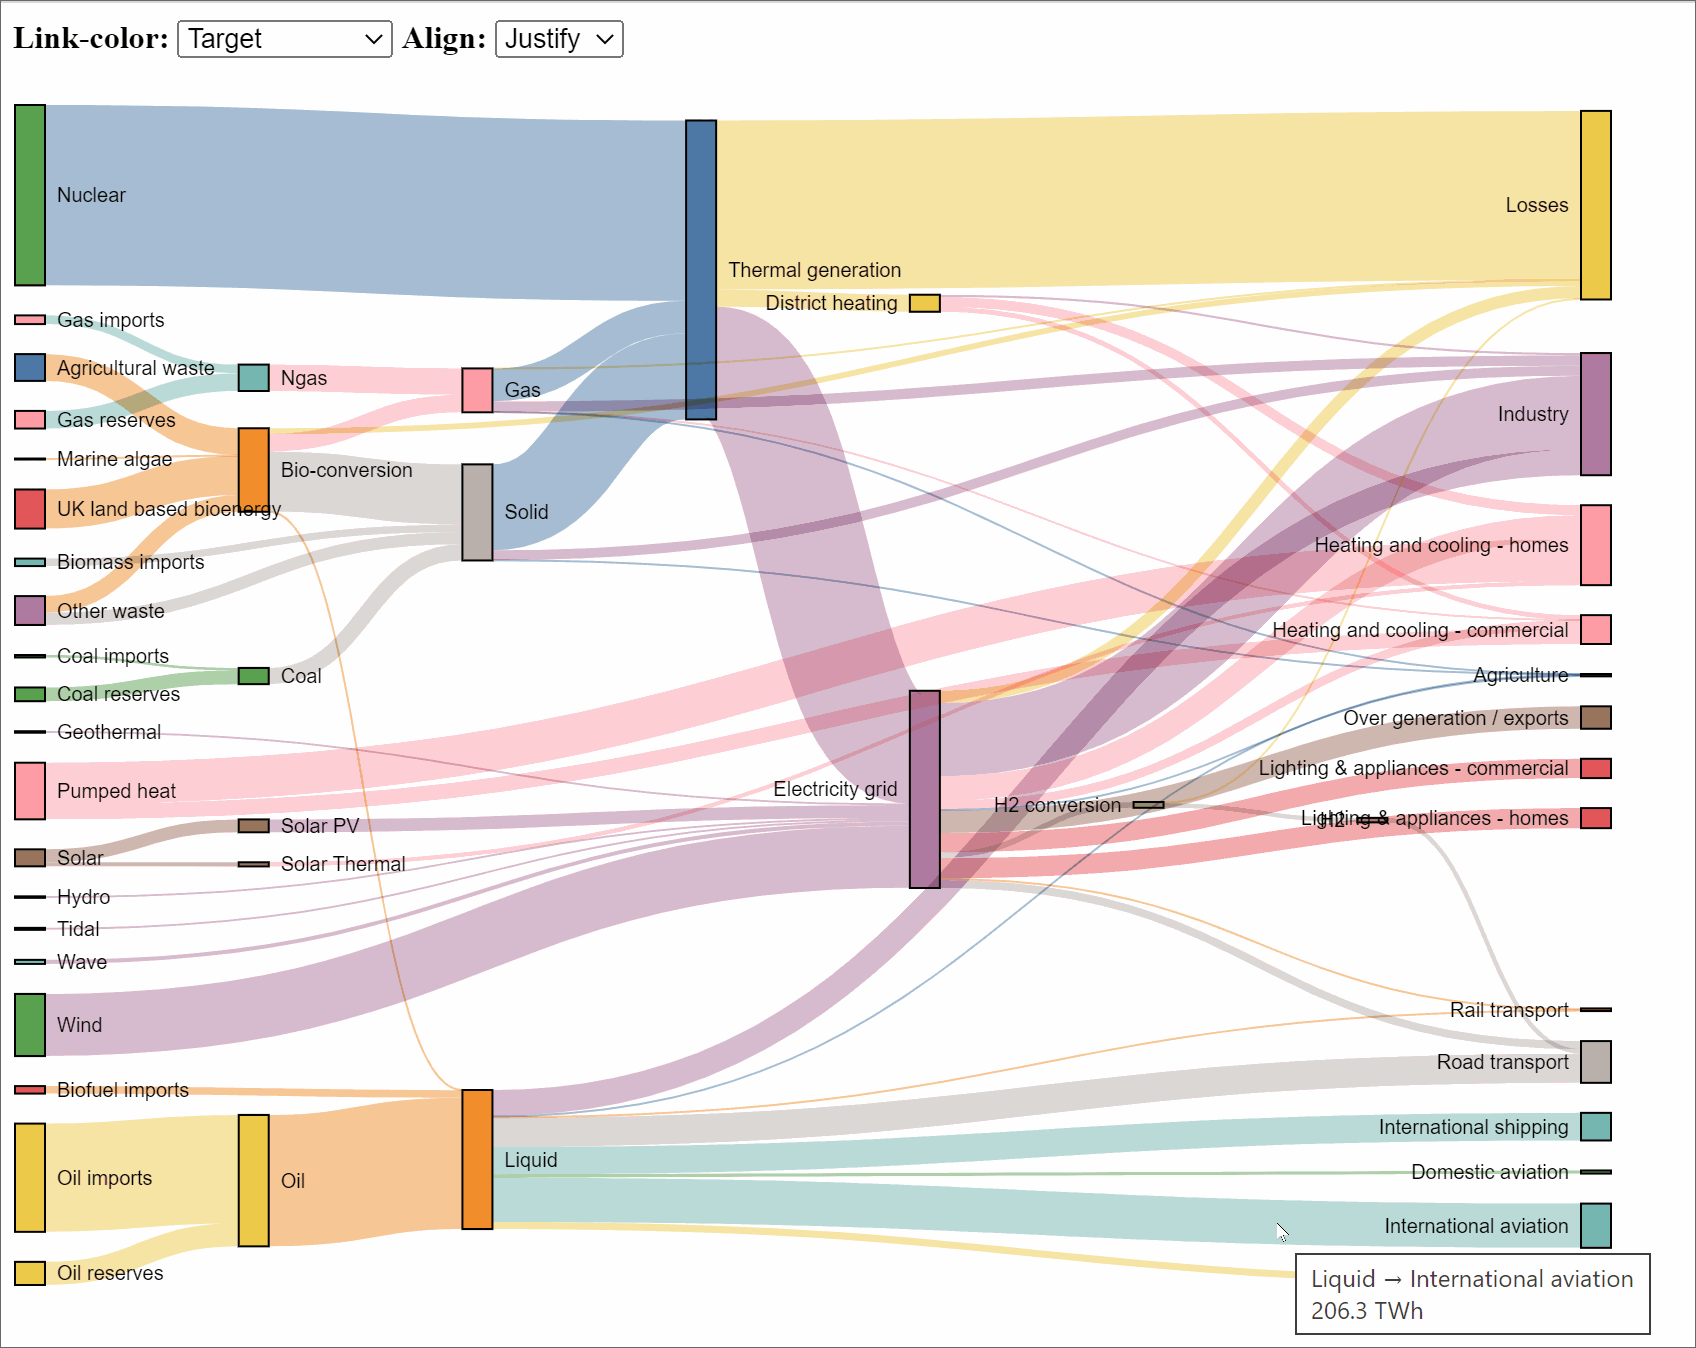 Link-color: Target Align: Justify
Nuclear
Losses
Thermal generation
District heating
Gas imports
Agricultural waste
Ngas
Gas
Gas reserves
Industry
Marine algae
Bio-conversion
UK land based bioenergy
Solid
Heating and cooling - homes
Biomass imports
Other waste
Heating and cooling - commercial
Coal imports
Coal
Agriculture
Coal reserves
Over generation / exports
Geothermal
Lighting & appliances - commercial
Pumped heat
Electricity grid
H2 conversion
H2
Lighting & appliances - homes
Solar PV
Solar
Solar Thermal
Hydro
Tidal
Wave
Wind
Rail transport
Road transport
Biofuel imports
International shipping
Liquid
Domestic aviation
Oil imports
Oil
International aviation
Oil reserves
Liquid → International aviation
206.3 TWh